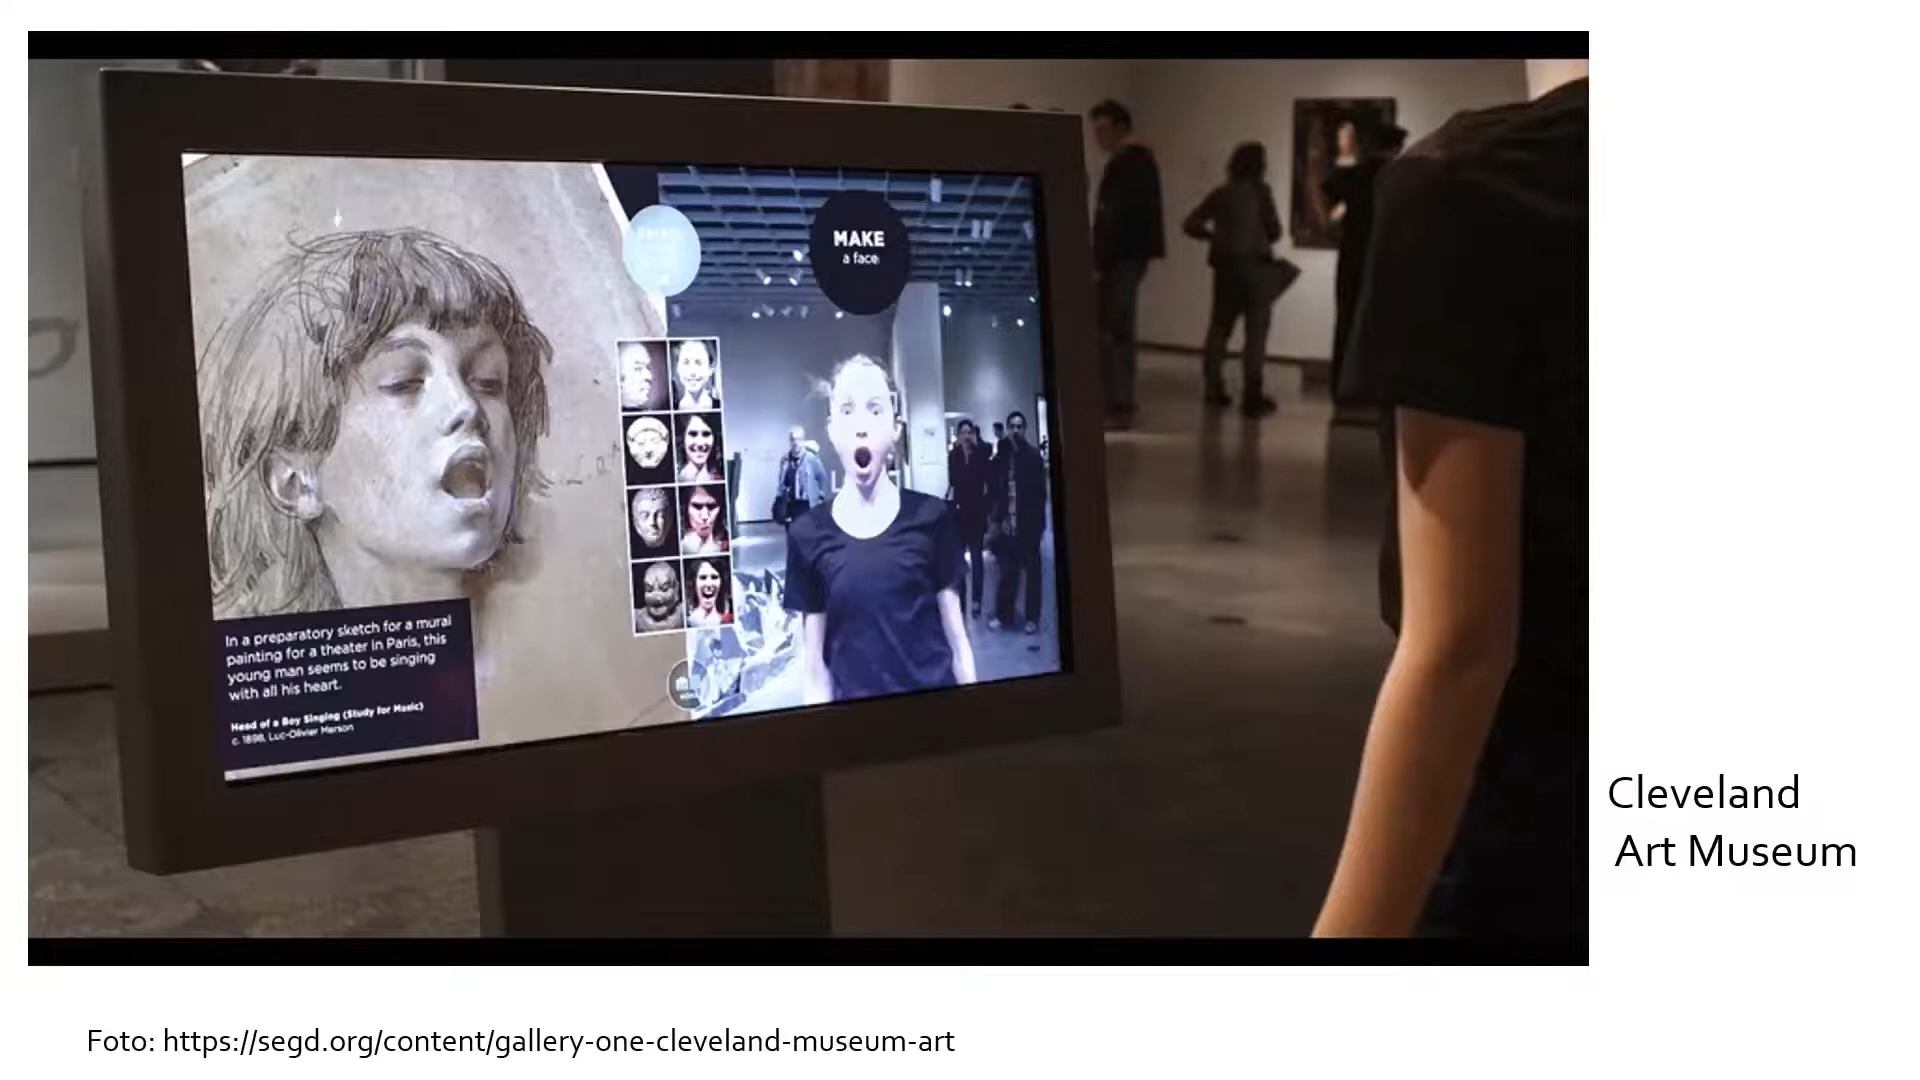 MAKE
a face
In a preparatory sketch for a mural
painting for a theater in Paris, this
young man seems to be singing
with all his heart.
Head of a Boy Singing (Study for Music)
c. 1898, Luc-Olivier Merson
Cleveland
Art Museum
Foto: https://segd.org/content/gallery-one-cleveland-museum-art